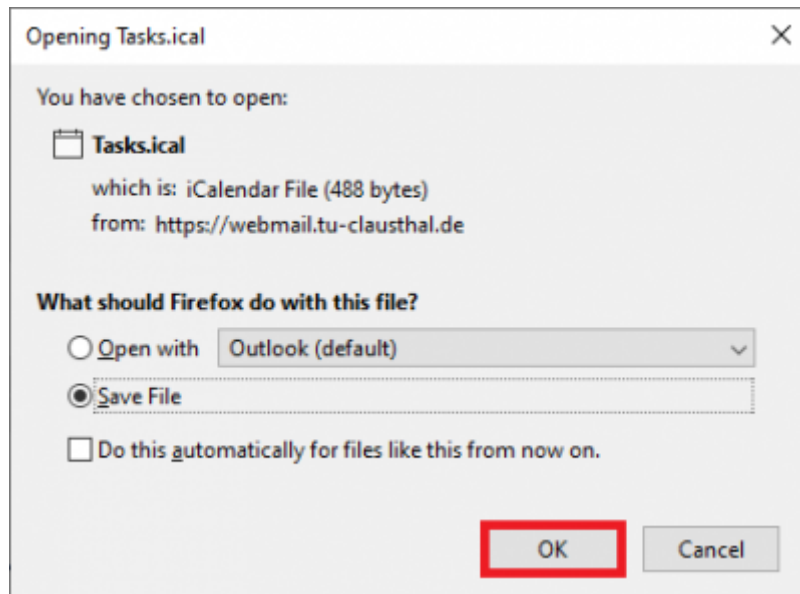 Opening Tasks.ical
You have chosen to open:
Tasks.ical
which is: iCalendar File (488 bytes)
from: https://webmail.tu-clausthal.de
What should Firefox do with this file?
Open with Outlook (default)
Save File
Do this automatically for files like this from now on.
OK Cancel